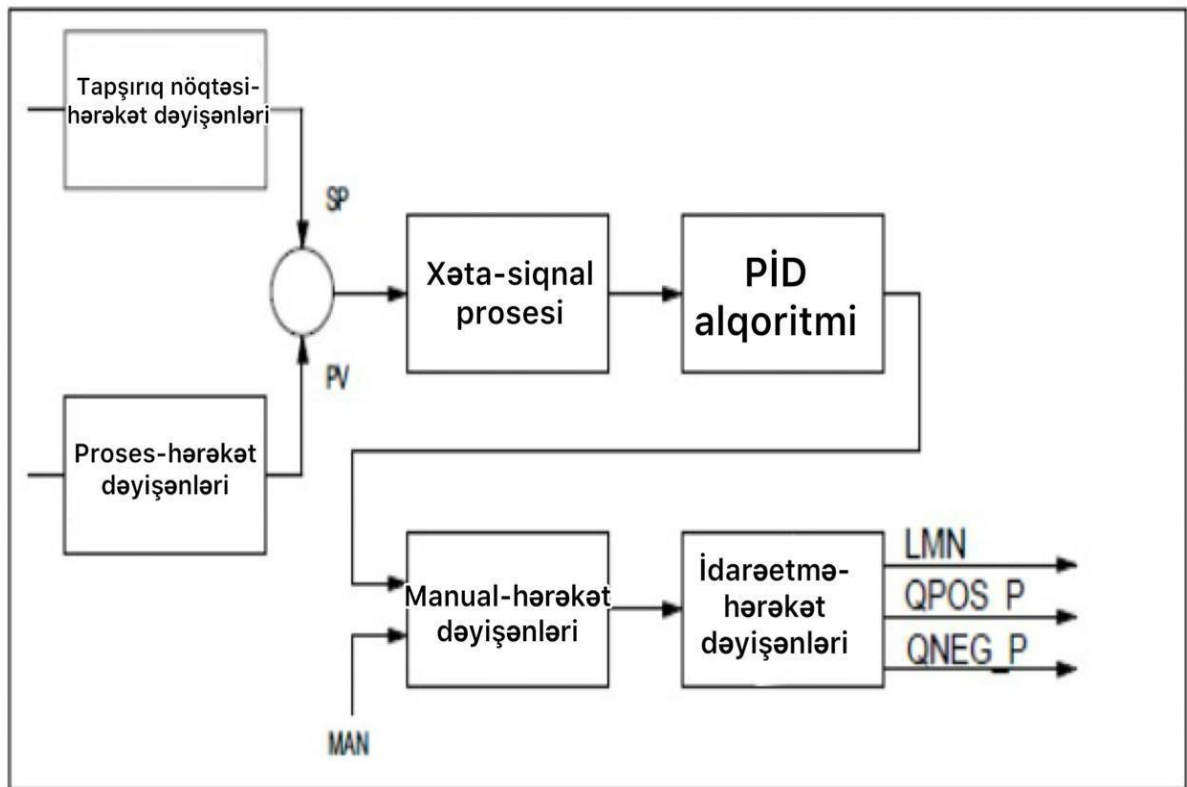 Tapşırıq nöqtəsi-
hərəkət dəyişənləri
SP
Xəta-siqnal
prosesi
PİD
alqoritmi
PV
Proses-hərəkət
dəyişənləri
Manual-hərəkət
dəyişənləri
İdarəetmə-
hərəkət
dəyişənləri
LMN
QPOS_P
QNEG_P
MAN